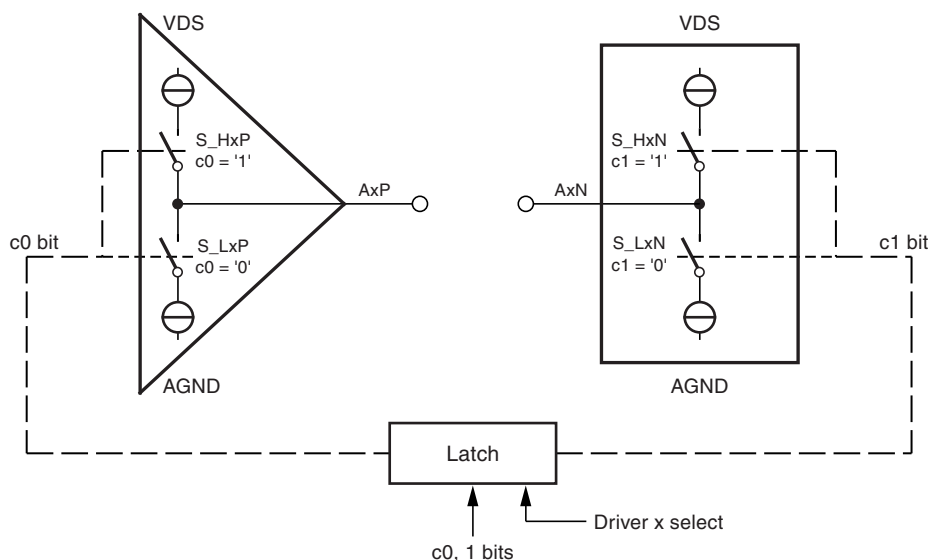 VDS
VDS
S_HxP
c0 = '1'
S_HxN
c1 = '1'
AxP
AxN
c0 bit
S_LxP
c0 = '0'
S_LxN
c1 = '0'
c1 bit
AGND
AGND
Latch
Driver x select
c0, 1 bits